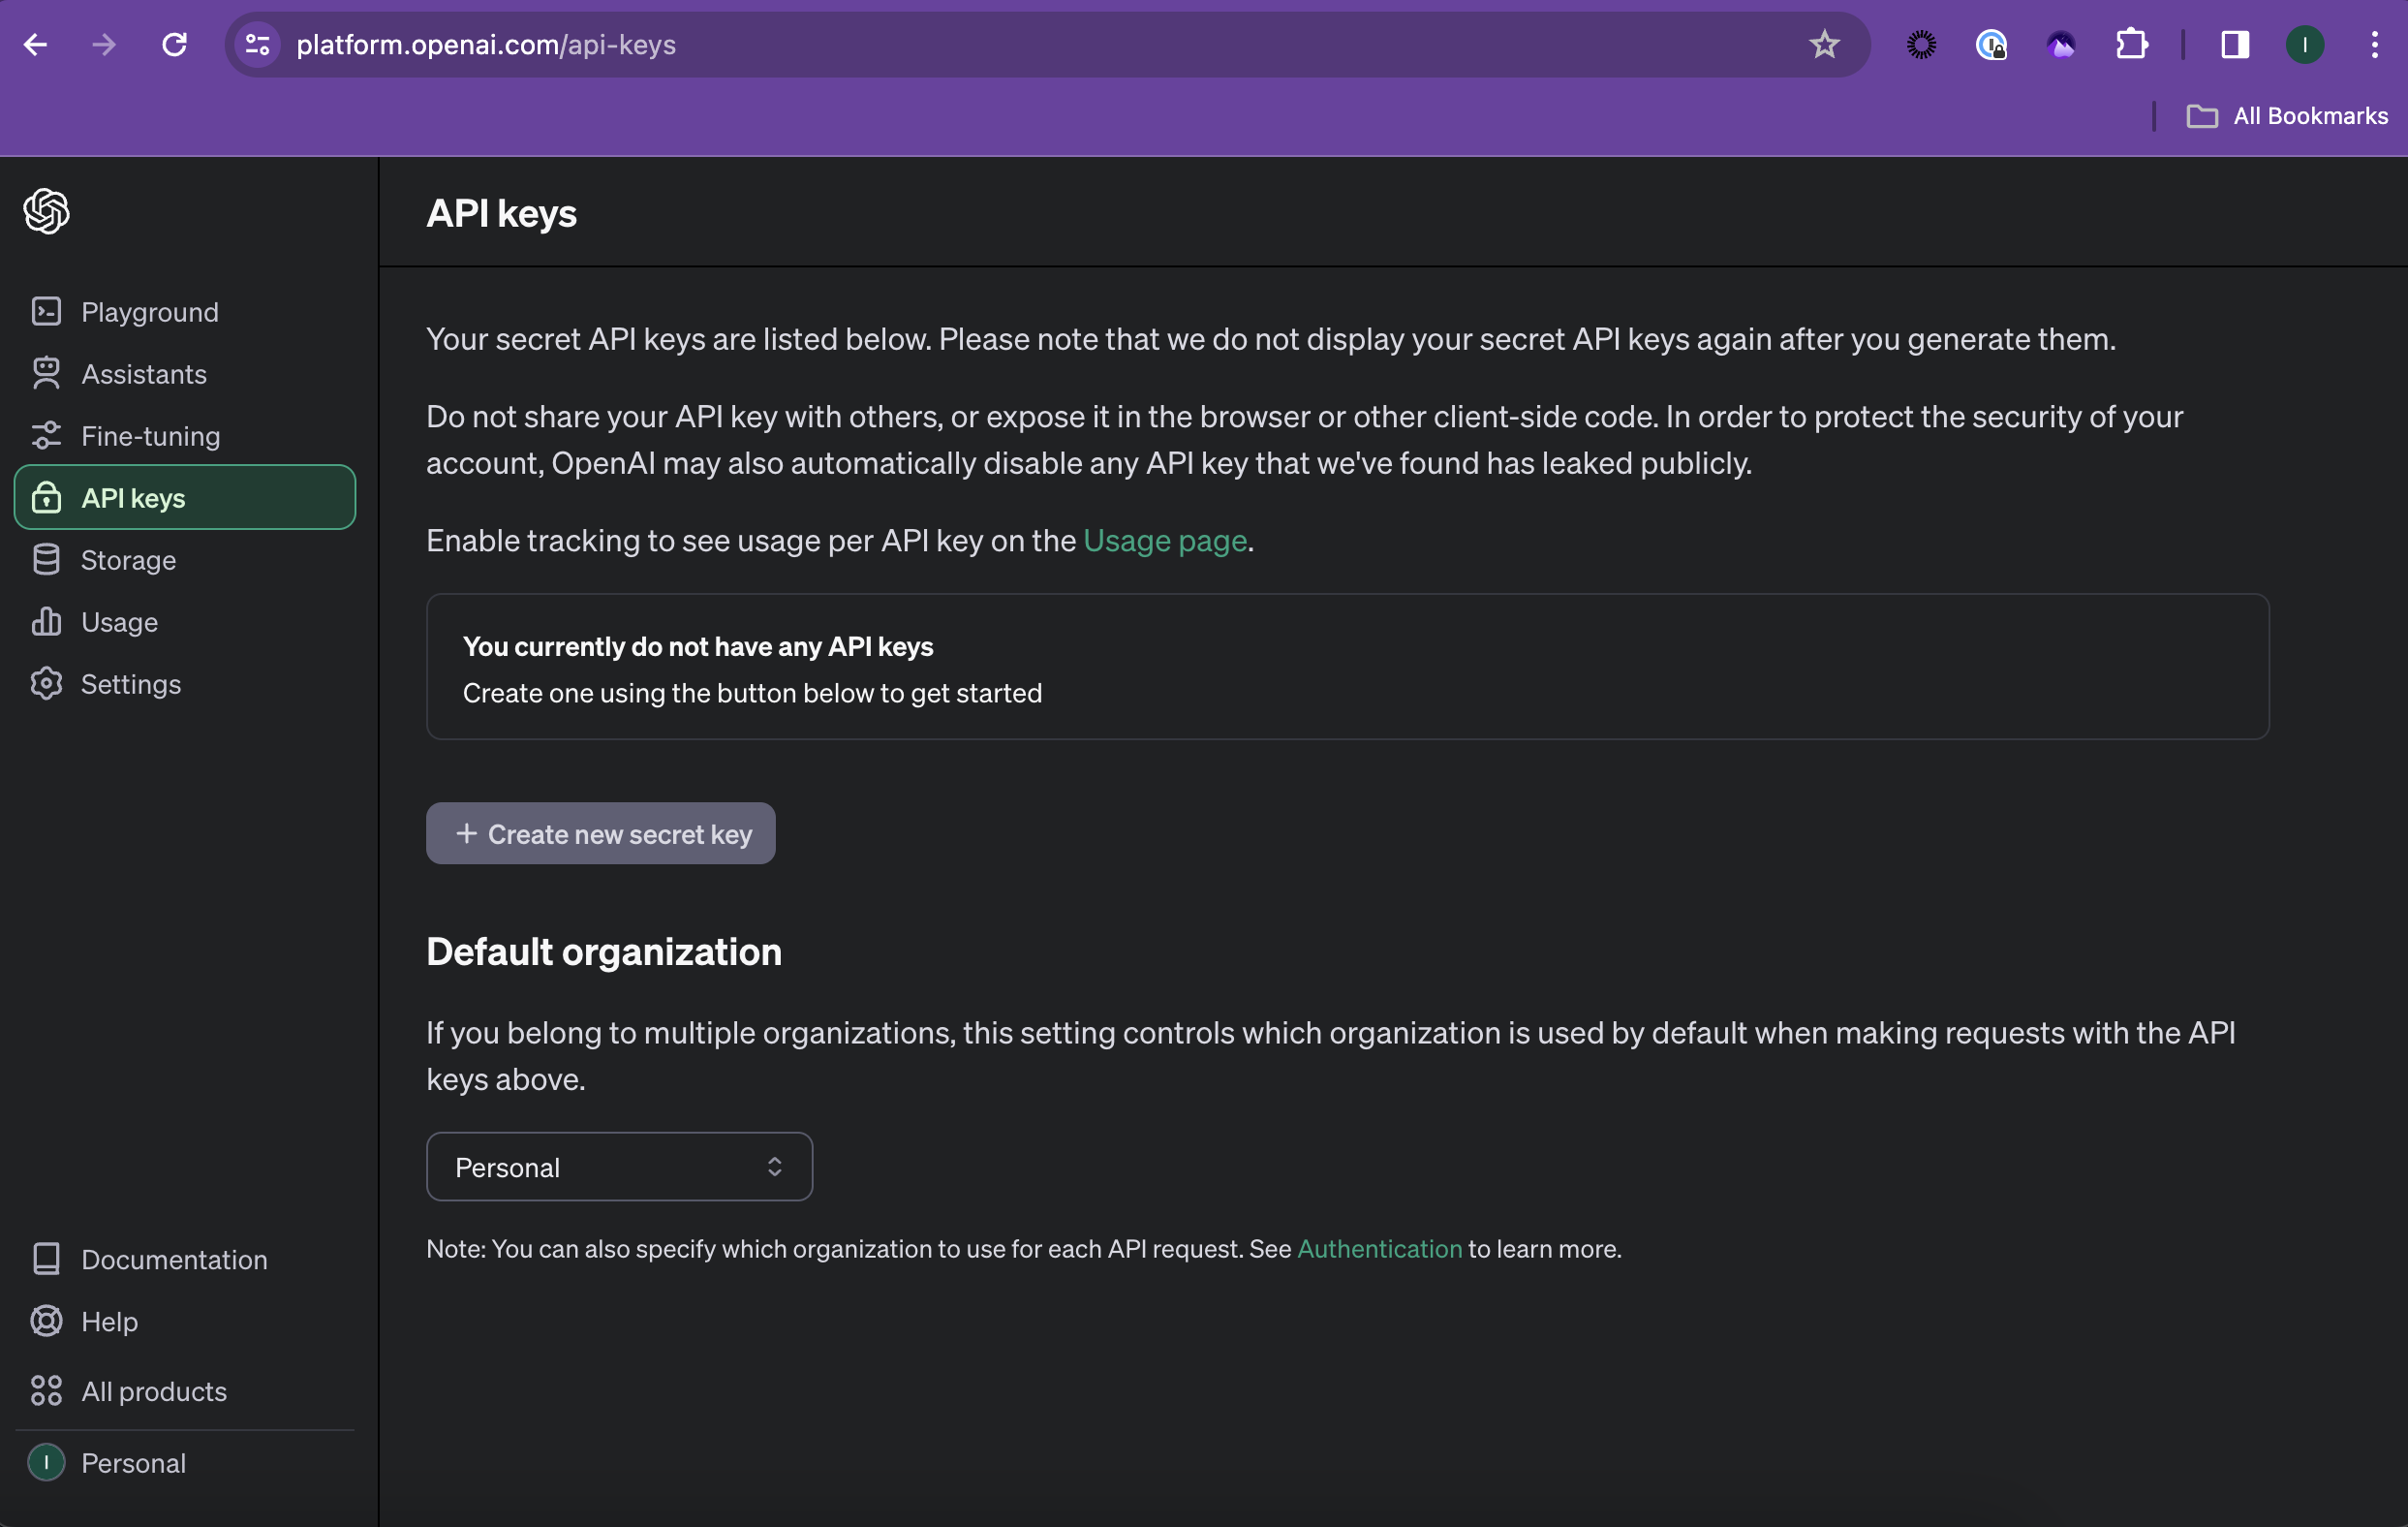 platform.openai.com/api-keys
I
All Bookmarks
API keys
Playground
Assistants
Fine-tuning
API keys
Storage
Usage
Settings
Your secret API keys are listed below. Please note that we do not display your secret API keys again after you generate them.
Do not share your API key with others, or expose it in the browser or other client-side code. In order to protect the security of your
account, OpenAI may also automatically disable any API key that we've found has leaked publicly.
Enable tracking to see usage per API key on the Usage page.
You currently do not have any API keys
Create one using the button below to get started
+ Create new secret key
Default organization
If you belong to multiple organizations, this setting controls which organization is used by default when making requests with the API
keys above.
Personal
Note: You can also specify which organization to use for each API request. See Authentication to learn more.
Documentation
Help
All products
I Personal